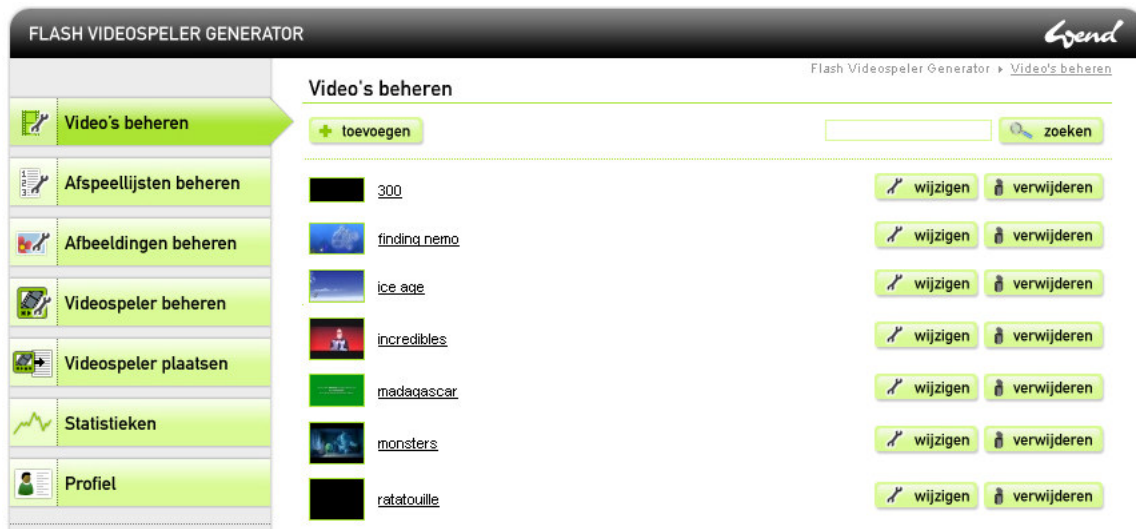 FLASH VIDEOSPELER GENERATOR
Flash Videospeler Generator ▸ Video's beheren
Video's beheren
Video's beheren
Afspeellijsten beheren
Afbeeldingen beheren
Videospeler beheren
Videospeler plaatsen
Statistieken
Profiel
toevoegen
zoeken
300 wijzigen verwijderen
finding nemo wijzigen verwijderen
ice age wijzigen verwijderen
incredibles wijzigen verwijderen
madagascar wijzigen verwijderen
monsters wijzigen verwijderen
ratatouille wijzigen verwijderen